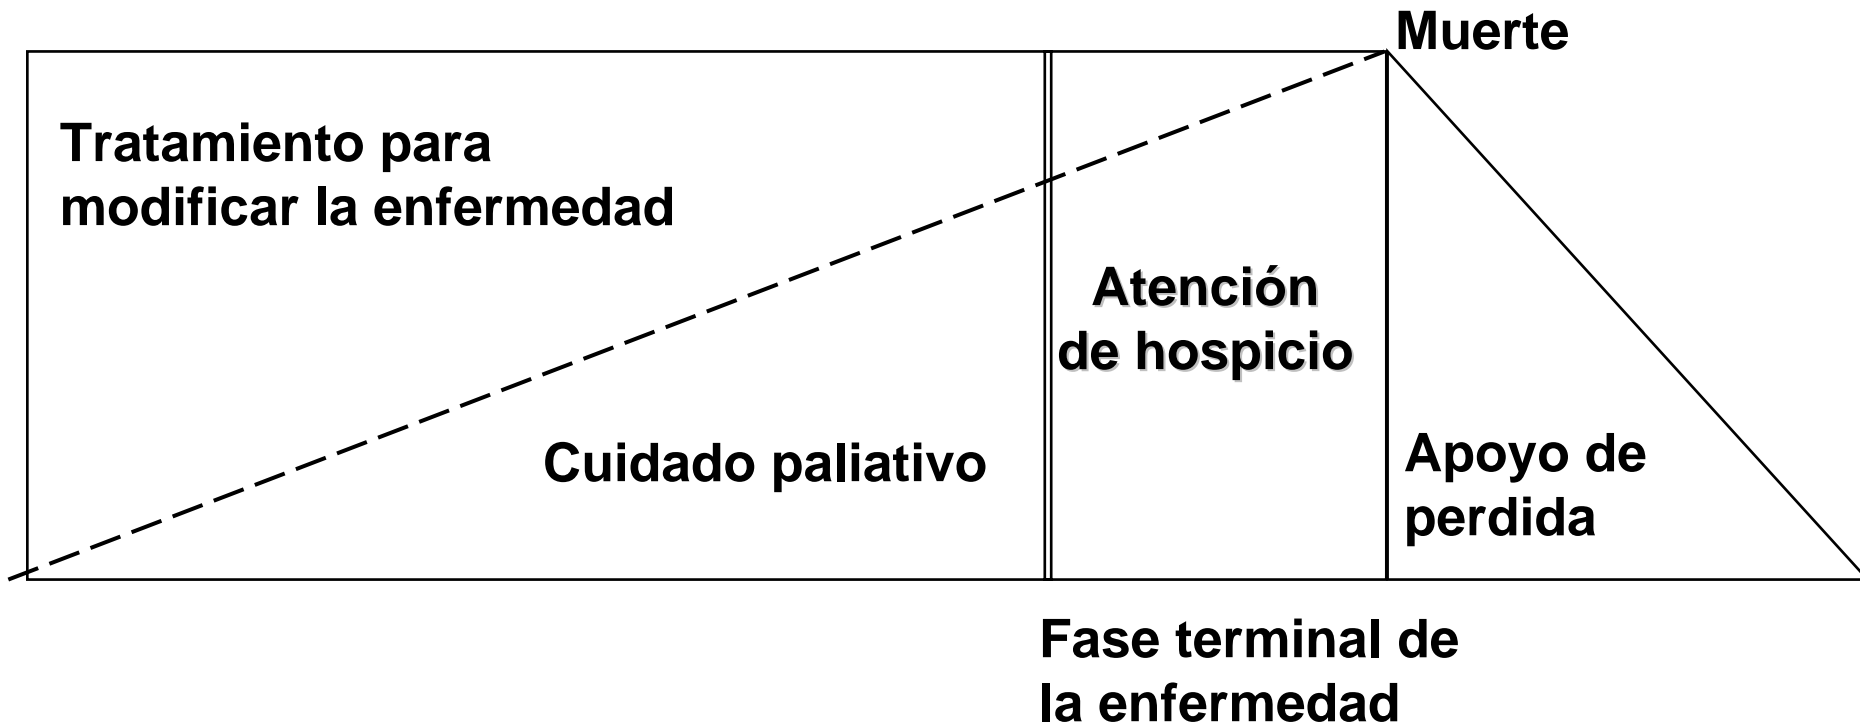 Muerte
Tratamiento para
modificar la enfermedad
Atención
de hospicio
Cuidado paliativo
Apoyo de
perdida
Fase terminal de
la enfermedad